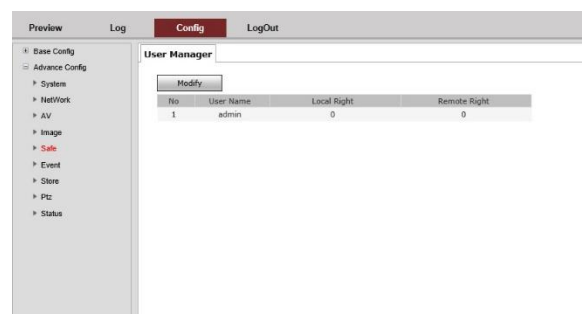 Preview Log Config LogOut
Base Config
Advance Config
System
NetWork
AV
Image
Safe
Event
Store
Ptz
Status
User Manager
Modify
No User Name Local Right Remote Right
1 admin 0 0